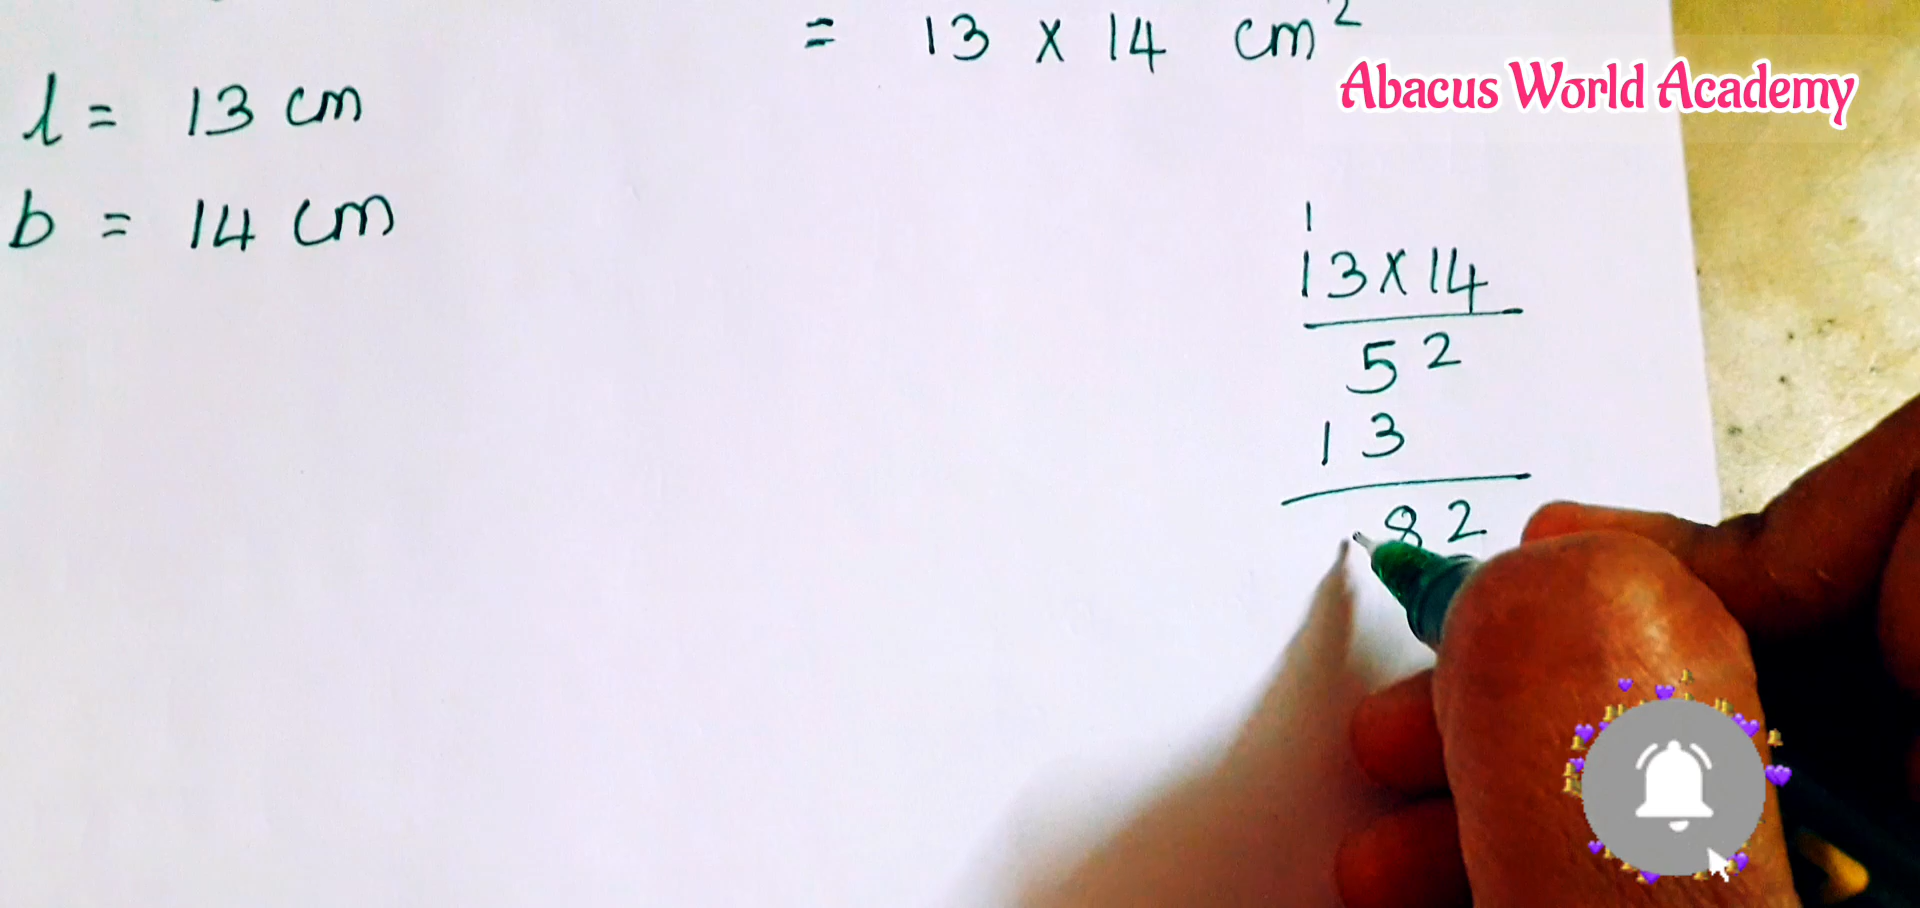 = 13 x 14 cm²
Abacus World Academy
l = 13 cm
b = 14 cm
1
13x14
52
13
82